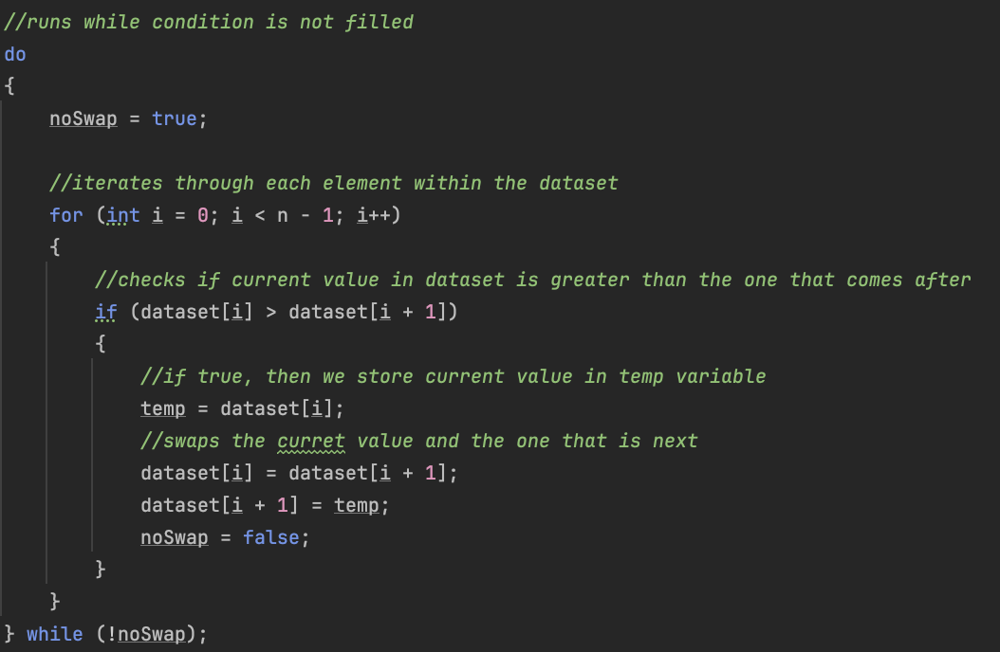 //runs while condition is not filled
do
{
    noSwap = true;

    //iterates through each element within the dataset
    for (int i = 0; i < n - 1; i++)
    {
        //checks if current value in dataset is greater than the one that comes after
        if (dataset[i] > dataset[i + 1])
        {
            //if true, then we store current value in temp variable
            temp = dataset[i];
            //swaps the curret value and the one that is next
            dataset[i] = dataset[i + 1];
            dataset[i + 1] = temp;
            noSwap = false;
        }
    }
} while (!noSwap);